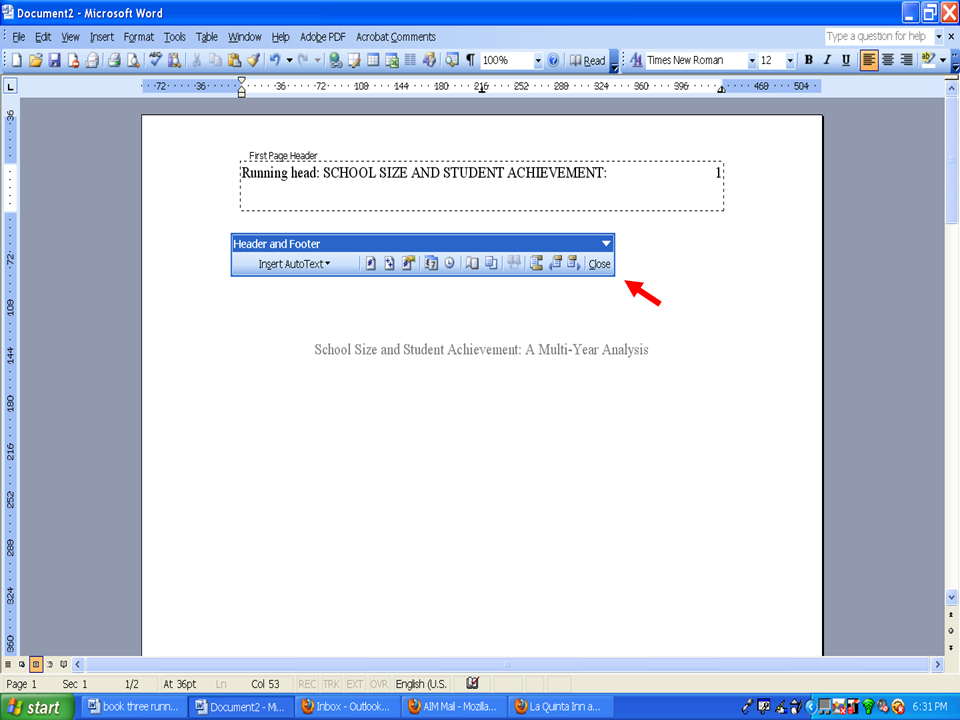 Document2 - Microsoft Word
File Edit View Insert Format Tools Table Window Help Adobe PDF Acrobat Comments
Type a question for help
100% Read Times New Roman 12 B I U
72 36 36 72 108 144 180 216 252 288 324 360 396 468 504
36
72
108
144
180
216
252
288
324
360
First Page Header
Running head: SCHOOL SIZE AND STUDENT ACHIEVEMENT: 1
Header and Footer
Insert AutoText Close
School Size and Student Achievement: A Multi-Year Analysis
Page 1 Sec 1 1/2 At 36pt Ln Col 53 REC TRK EXT OVR English (U.S.
start book three runn... Document2 - Mi... Inbox - Outlook... AIM Mail - Mozilla... La Quinta Inn a... 6:31 PM